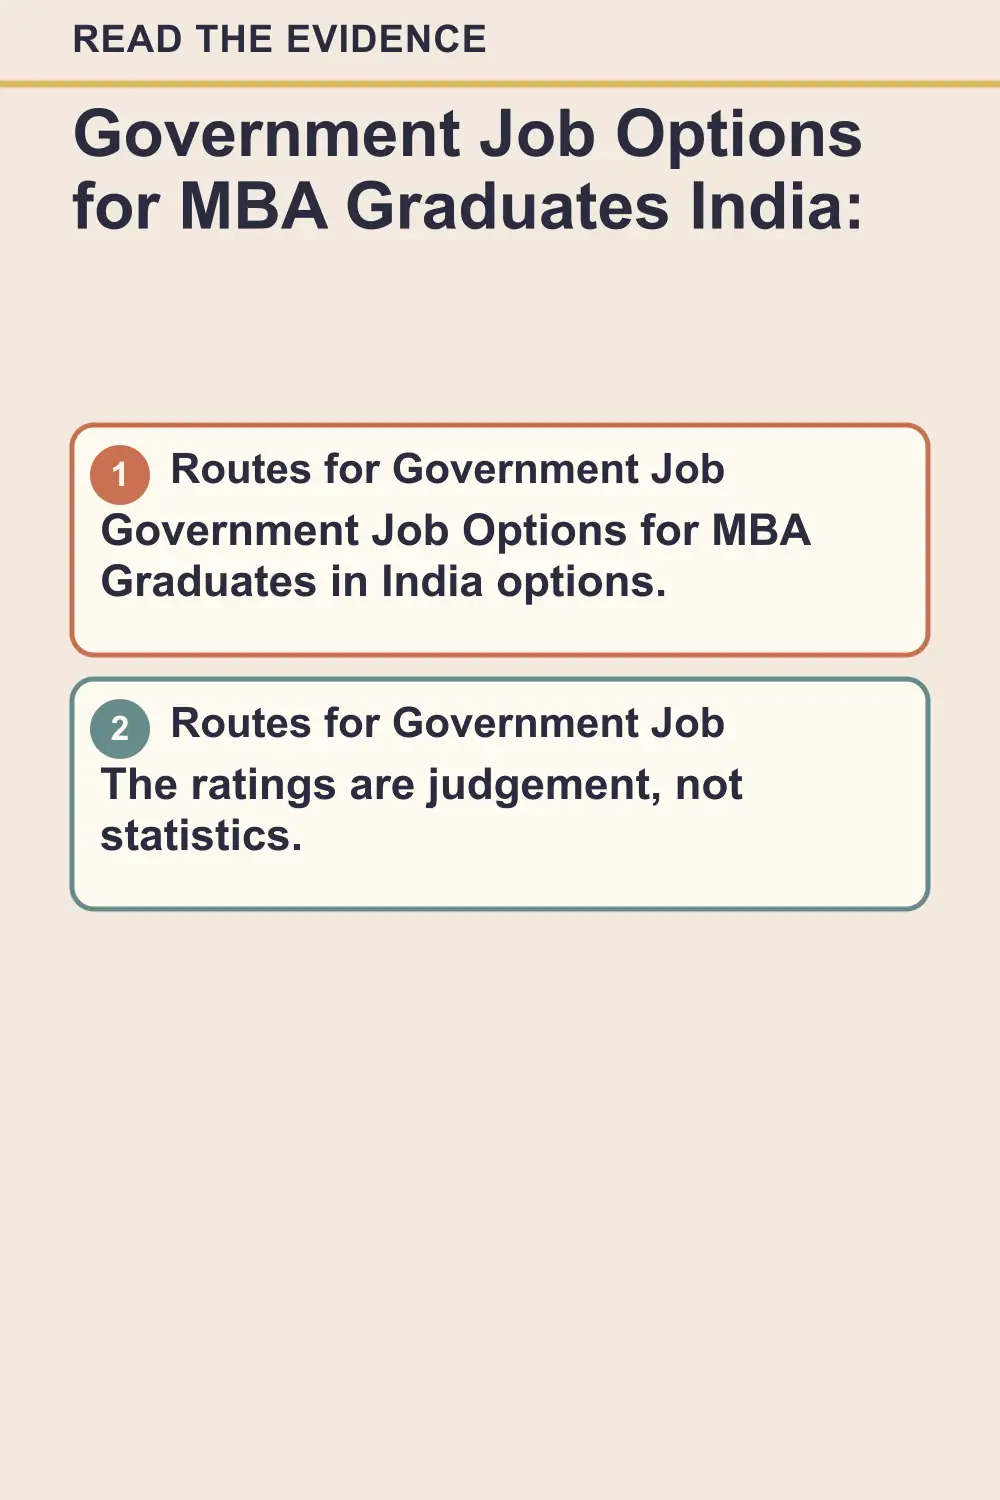 READ THE EVIDENCE
Government Job Options
for MBA Graduates India:
1 Routes for Government Job
Government Job Options for MBA
Graduates in India options.
2 Routes for Government Job
The ratings are judgement, not
statistics.